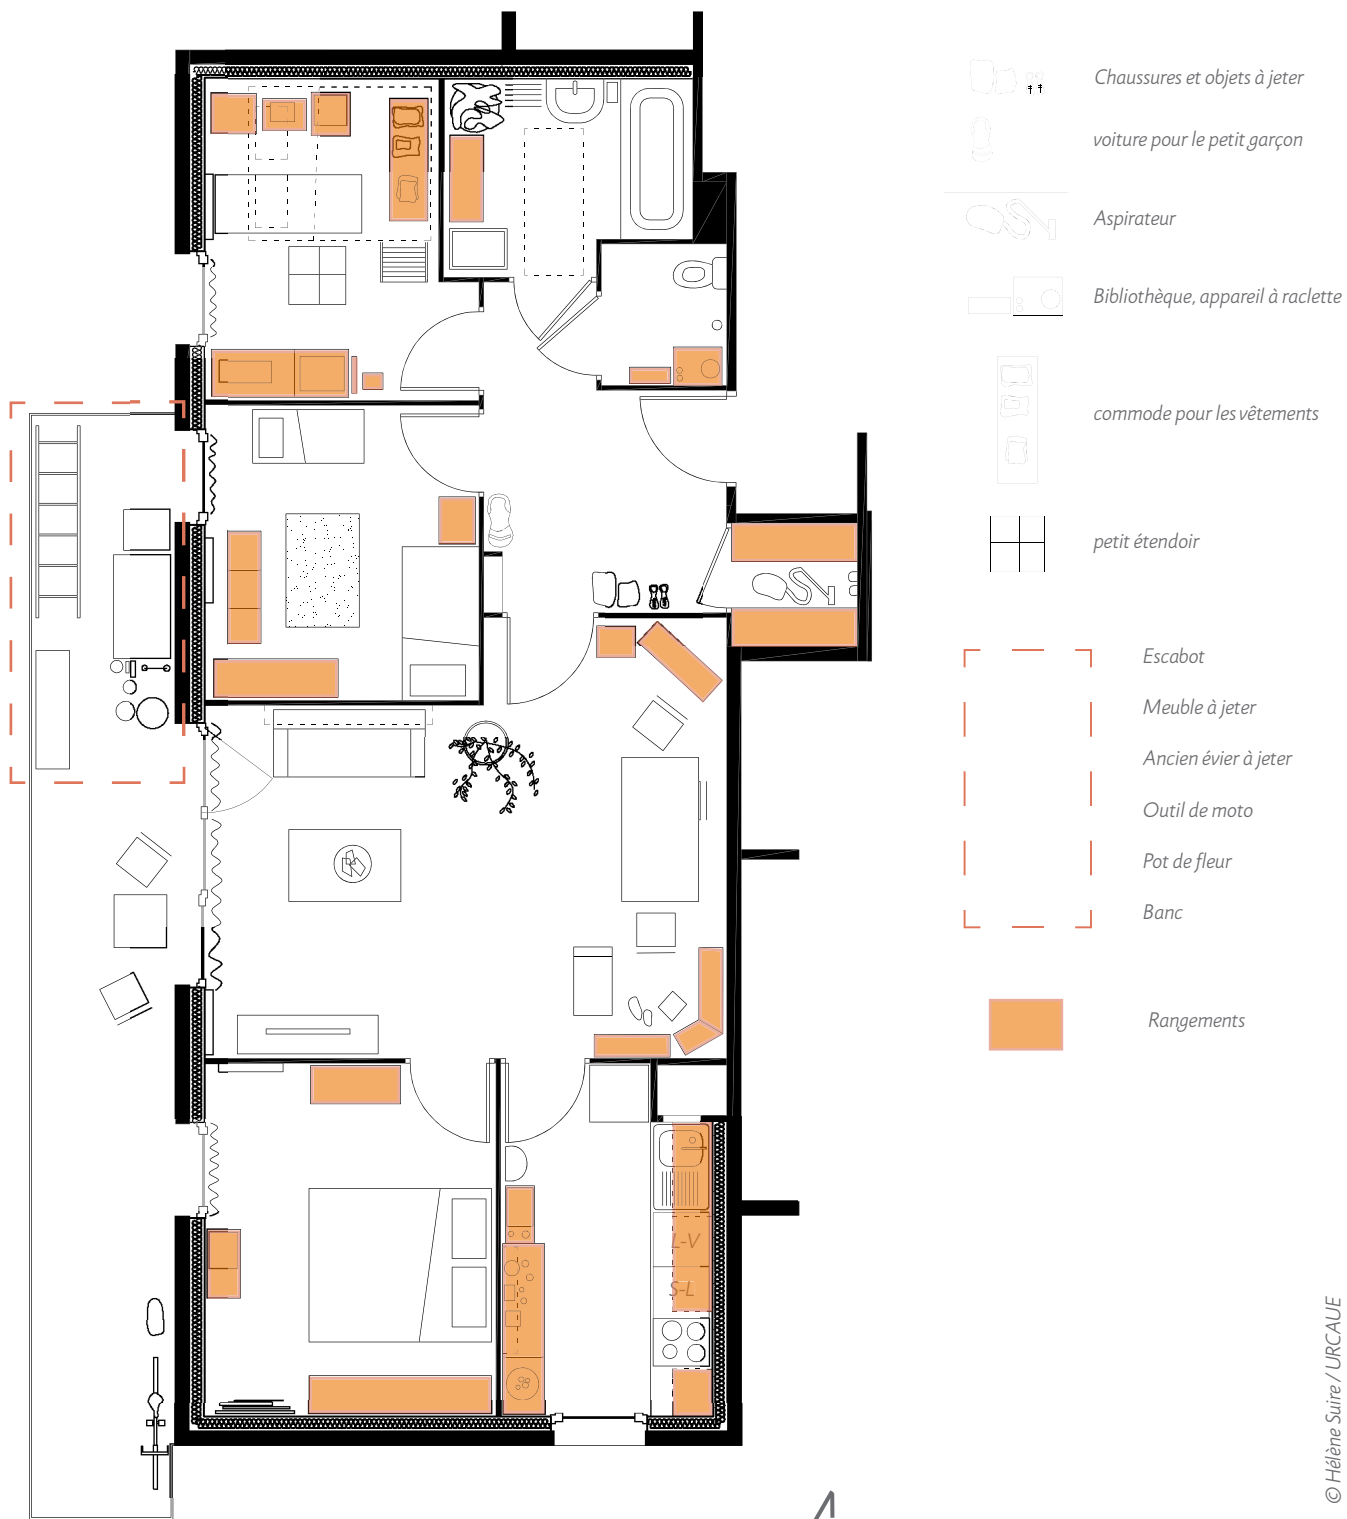 Chaussures et objets à jeter
voiture pour le petit garçon
Aspirateur
Bibliothèque, appareil à raclette
commode pour les vêtements
petit étendoir
Escabot
Meuble à jeter
Ancien évier à jeter
Outil de moto
Pot de fleur
Banc
Rangements
L-V
S-L
© Hélène Suire / URCAUE